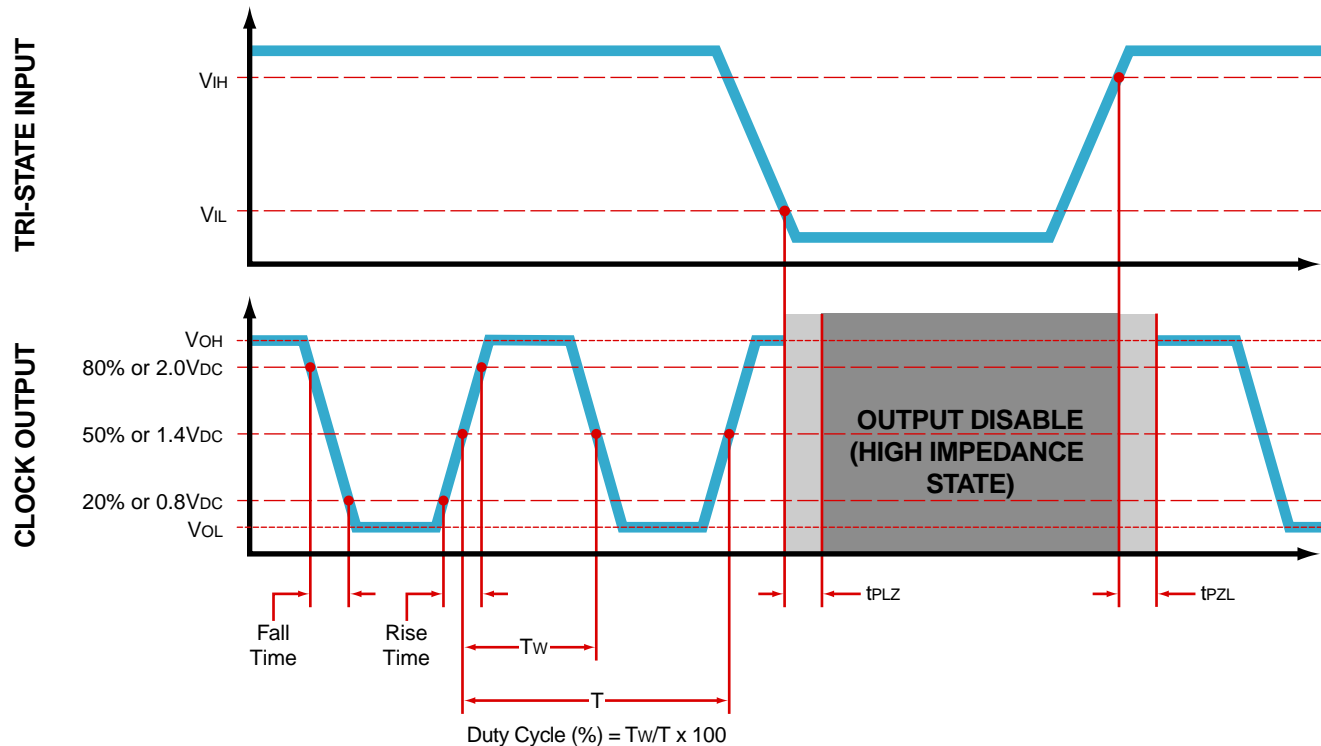 TRI-STATE INPUT
VIH
VIL
CLOCK OUTPUT
VOH
80% or 2.0VDC
50% or 1.4VDC
20% or 0.8VDC
VOL
OUTPUT DISABLE
(HIGH IMPEDANCE
STATE)
tPLZ
tPZL
Fall
Time
Rise
Time
TW
T
Duty Cycle (%) = TW/T x 100